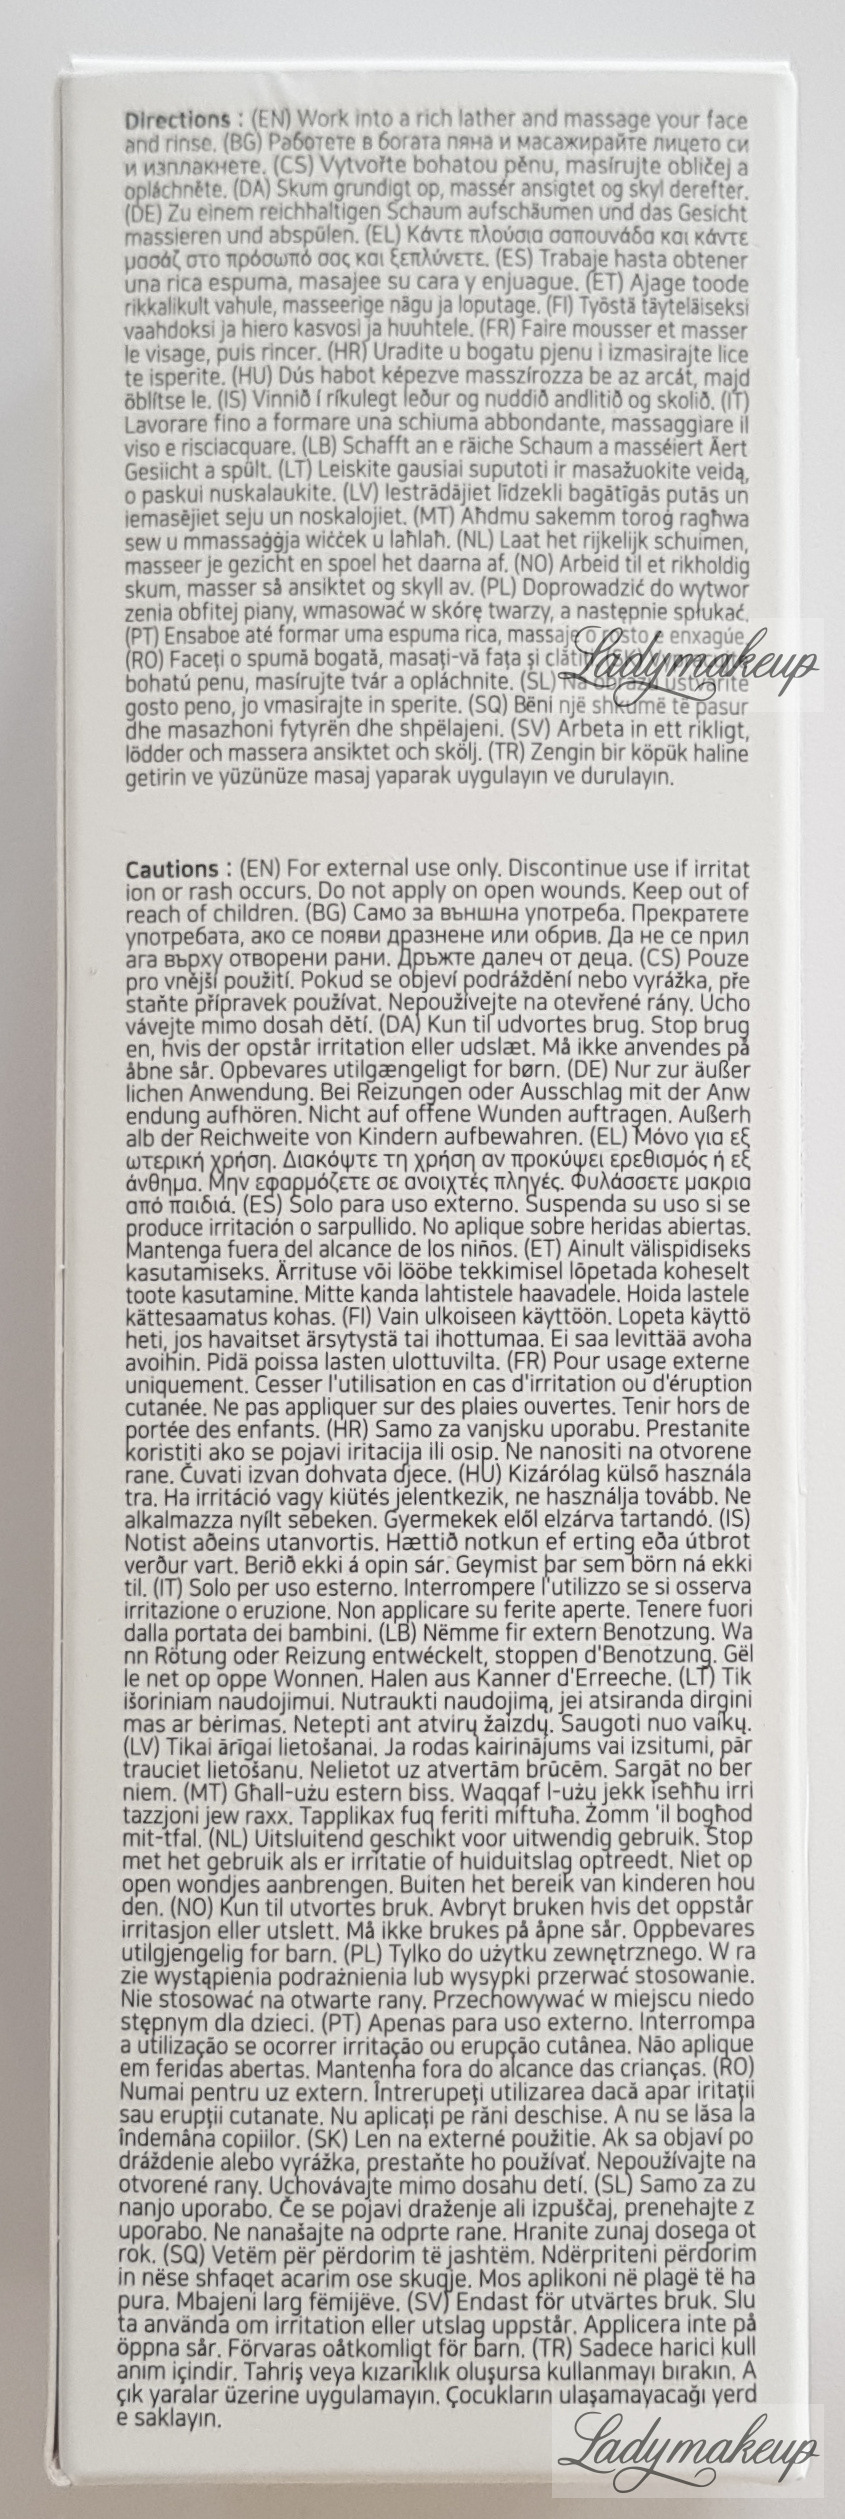 Directions : (EN) Work into a rich lather and massage your face
and rinse. (BG) Работете в богата пяна и масажирайте лицето си
и изплакнете. (CS) Vytvořte bohatou pěnu, masírujte obličej a
opláchněte. (DA) Skum grundigt op, massér ansigtet og skyl derefter.
(DE) Zu einem reichhaltigen Schaum aufschäumen und das Gesicht
massieren und abspülen. (EL) Κάντε πλούσια σαπουνάδα και κάντε
μασάζ στο πρόσωπό σας και ξεπλύνετε. (ES) Trabaje hasta obtener
una rica espuma, masajee su cara y enjuague. (ET) Ajage toode
rikkalikult vahule, masseerige nägu ja loputage. (FI) Työstä täyteläiseksi
vaahdoksi ja hiero kasvosi ja huuhtele. (FR) Faire mousser et masser
le visage, puis rincer. (HR) Uradite u bogatu pjenu i izmasirajte lice
te isperite. (HU) Dús habot képezve masszírozza be az arcát, majd
öblítse le. (IS) Vinnið í ríkulegt leður og nuddið andlitið og skolið. (IT)
Lavorare fino a formare una schiuma abbondante, massaggiare il
viso e risciacquare. (LB) Schafft an e räiche Schaum a masséiert Äert
Gesiicht a spült. (LT) Leiskite gausiai suputoti ir masažuokite veidą,
o paskui nuskalaukite. (LV) Iestrādājiet līdzekli bagātīgās putās un
iemasējiet seju un noskalojiet. (MT) Aħdmu sakemm toroġ ragħwa
sew u mmassaġġja wiċċek u laħlaħ. (NL) Laat het rijkelijk schuimen,
masseer je gezicht en spoel het daarna af. (NO) Arbeid til et rikholdig
skum, masser så ansiktet og skyll av. (PL) Doprowadzić do wytwor
zenia obfitej piany, wmasować w skórę twarzy, a następnie spłukać.
(PT) Ensaboe até formar uma espuma rica, massaje o rosto e enxagúe.
(RO) Faceți o spumă bogată, masați-vă fața și clătiți.
bohatú penu, masírujte tvár a opláchnite. (SL) Na obrazu ustvarite
gosto peno, jo vmasirajte in sperite. (SQ) Bëni një shkumë të pasur
dhe masazhoni fytyrën dhe shpëlajeni. (SV) Arbeta in ett rikligt,
lödder och massera ansiktet och skölj. (TR) Zengin bir köpük haline
getirin ve yüzünüze masaj yaparak uygulayın ve durulayın.
Ladymakeup
Cautions : (EN) For external use only. Discontinue use if irritat
ion or rash occurs. Do not apply on open wounds. Keep out of
reach of children. (BG) Само за външна употреба. Прекратете
употребата, ако се появи дразнене или обрив. Да не се прил
ага върху отворени рани. Дръжте далеч от деца. (CS) Pouze
pro vnější použití. Pokud se objeví podráždění nebo vyrážka, pře
staňte přípravek používat. Nepoužívejte na otevřené rány. Ucho
vávejte mimo dosah dětí. (DA) Kun til udvortes brug. Stop brug
en, hvis der opstår irritation eller udslæt. Må ikke anvendes på
åbne sår. Opbevares utilgængeligt for børn. (DE) Nur zur äußer
lichen Anwendung. Bei Reizungen oder Ausschlag mit der Anw
endung aufhören. Nicht auf offene Wunden auftragen. Außerh
alb der Reichweite von Kindern aufbewahren. (EL) Μόνο για εξ
ωτερική χρήση. Διακόψτε τη χρήση αν προκύψει ερεθισμός ή εξ
άνθημα. Μην εφαρμόζετε σε ανοιχτές πληγές. Φυλάσσετε μακρια
από παιδιά. (ES) Solo para uso externo. Suspenda su uso si se
produce irritación o sarpullido. No aplique sobre heridas abiertas.
Mantenga fuera del alcance de los niños. (ET) Ainult välispidiseks
kasutamiseks. Ärrituse või lööbe tekkimisel lõpetada koheselt
toote kasutamine. Mitte kanda lahtistele haavadele. Hoida lastele
kättesaamatus kohas. (FI) Vain ulkoiseen käyttöön. Lopeta käyttö
heti, jos havaitset ärsytystä tai ihottumaa. Ei saa levittää avoha
avoihin. Pidä poissa lasten ulottuvilta. (FR) Pour usage externe
uniquement. Cesser l'utilisation en cas d'irritation ou d'éruption
cutanée. Ne pas appliquer sur des plaies ouvertes. Tenir hors de
portée des enfants. (HR) Samo za vanjsku uporabu. Prestanite
koristiti ako se pojavi iritacija ili osip. Ne nanositi na otvorene
rane. Čuvati izvan dohvata djece. (HU) Kizárólag külső használa
tra. Ha irritáció vagy kiütés jelentkezik, ne használja tovább. Ne
alkalmazza nyílt sebeken. Gyermekek elől elzárva tartandó. (IS)
Notist aðeins utanvortis. Hættið notkun ef erting eða útbrot
verður vart. Berið ekki á opin sár. Geymist þar sem börn ná ekki
til. (IT) Solo per uso esterno. Interrompere l'utilizzo se si osserva
irritazione o eruzione. Non applicare su ferite aperte. Tenere fuori
dalla portata dei bambini. (LB) Nëmme fir extern Benotzung. Wa
nn Rötung oder Reizung entwéckelt, stoppen d'Benotzung. Gël
le net op oppe Wonnen. Halen aus Kanner d'Erreeche. (LT) Tik
išoriniam naudojimui. Nutraukti naudojimą, jei atsiranda dirgini
mas ar bėrimas. Netepti ant atvirų žaizdų. Saugoti nuo vaikų.
(LV) Tikai ārīgai lietošanai. Ja rodas kairinājums vai izsitumi, pār
trauciet lietošanu. Nelietot uz atvertām brūcēm. Sargāt no bēr
niem. (MT) Għall-użu estern biss. Waqqaf l-użu jekk iseħħu irri
tazzjoni jew raxx. Tapplikax fuq feriti miftuħa. Żomm 'il bogħod
mit-tfal. (NL) Uitsluitend geschikt voor uitwendig gebruik. Stop
met het gebruik als er irritatie of huiduitslag optreedt. Niet op
open wondjes aanbrengen. Buiten het bereik van kinderen hou
den. (NO) Kun til utvortes bruk. Avbryt bruken hvis det oppstår
irritasjon eller utslett. Må ikke brukes på åpne sår. Oppbevares
utilgjengelig for barn. (PL) Tylko do użytku zewnętrznego. W ra
zie wystąpienia podrażnienia lub wysypki przerwać stosowanie.
Nie stosować na otwarte rany. Przechowywać w miejscu niedo
stępnym dla dzieci. (PT) Apenas para uso externo. Interrompa
a utilização se ocorrer irritação ou erupção cutânea. Não aplique
em feridas abertas. Mantenha fora do alcance das crianças. (RO)
Numai pentru uz extern. Întrerupeți utilizarea dacă apar iritații
sau erupții cutanate. Nu aplicați pe răni deschise. A nu se lăsa la
îndemâna copiilor. (SK) Len na externé použitie. Ak sa objaví po
dráždenie alebo vyrážka, prestaňte ho používať. Nepoužívajte na
otvorené rany. Uchovávajte mimo dosahu detí. (SL) Samo za zu
nanjo uporabo. Če se pojavi draženje ali izpuščaj, prenehajte z
uporabo. Ne nanašajte na odprte rane. Hranite zunaj dosega ot
rok. (SQ) Vetëm për përdorim të jashtëm. Ndërpriteni përdorim
in nëse shfaqet acarim ose skuqje. Mos aplikoni në plagë të ha
pura. Mbajeni larg fëmijëve. (SV) Endast för utvärtes bruk. Slu
ta använda om irritation eller utslag uppstår. Applicera inte på
öppna sår. Förvaras oåtkomligt för barn. (TR) Sadece harici kull
anım içindir. Tahriş veya kızarıklık oluşursa kullanmayı bırakın. A
çık yaralar üzerine uygulamayın. Çocukların ulaşamayacağı yerd
e saklayın.
Ladymakeup